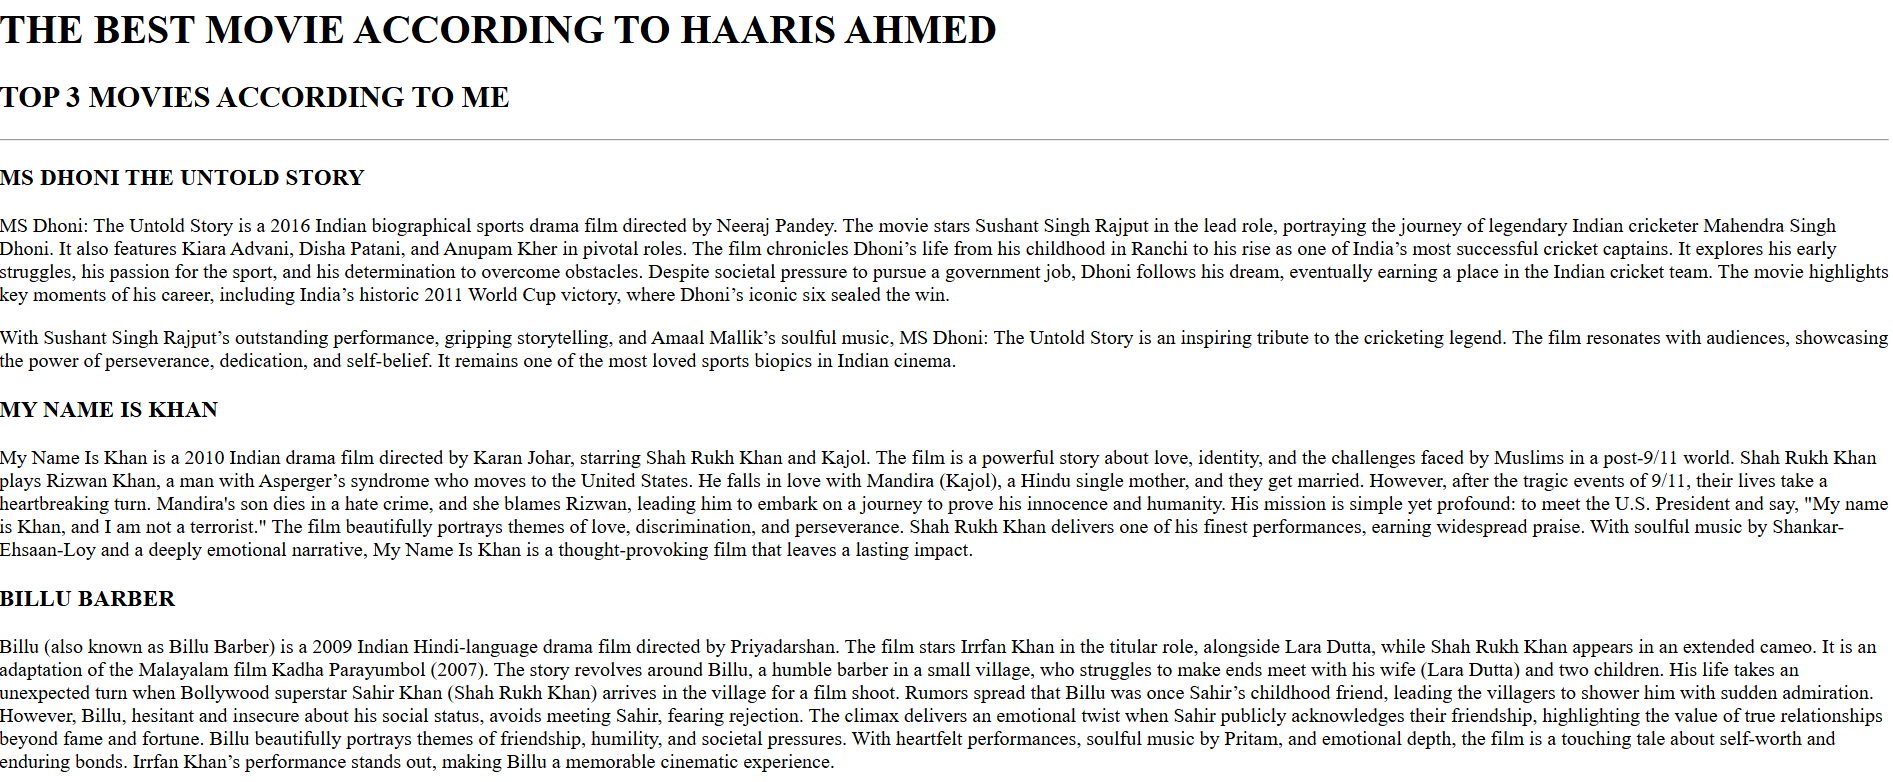 THE BEST MOVIE ACCORDING TO HAARIS AHMED
TOP 3 MOVIES ACCORDING TO ME
MS DHONI THE UNTOLD STORY
MS Dhoni: The Untold Story is a 2016 Indian biographical sports drama film directed by Neeraj Pandey. The movie stars Sushant Singh Rajput in the lead role, portraying the journey of legendary Indian cricketer Mahendra Singh
Dhoni. It also features Kiara Advani, Disha Patani, and Anupam Kher in pivotal roles. The film chronicles Dhoni’s life from his childhood in Ranchi to his rise as one of India’s most successful cricket captains. It explores his early
struggles, his passion for the sport, and his determination to overcome obstacles. Despite societal pressure to pursue a government job, Dhoni follows his dream, eventually earning a place in the Indian cricket team. The movie highlights
key moments of his career, including India’s historic 2011 World Cup victory, where Dhoni’s iconic six sealed the win.
With Sushant Singh Rajput’s outstanding performance, gripping storytelling, and Amaal Mallik’s soulful music, MS Dhoni: The Untold Story is an inspiring tribute to the cricketing legend. The film resonates with audiences, showcasing
the power of perseverance, dedication, and self-belief. It remains one of the most loved sports biopics in Indian cinema.
MY NAME IS KHAN
My Name Is Khan is a 2010 Indian drama film directed by Karan Johar, starring Shah Rukh Khan and Kajol. The film is a powerful story about love, identity, and the challenges faced by Muslims in a post-9/11 world. Shah Rukh Khan
plays Rizwan Khan, a man with Asperger’s syndrome who moves to the United States. He falls in love with Mandira (Kajol), a Hindu single mother, and they get married. However, after the tragic events of 9/11, their lives take a
heartbreaking turn. Mandira's son dies in a hate crime, and she blames Rizwan, leading him to embark on a journey to prove his innocence and humanity. His mission is simple yet profound: to meet the U.S. President and say, "My name
is Khan, and I am not a terrorist." The film beautifully portrays themes of love, discrimination, and perseverance. Shah Rukh Khan delivers one of his finest performances, earning widespread praise. With soulful music by Shankar-
Ehsaan-Loy and a deeply emotional narrative, My Name Is Khan is a thought-provoking film that leaves a lasting impact.
BILLU BARBER
Billu (also known as Billu Barber) is a 2009 Indian Hindi-language drama film directed by Priyadarshan. The film stars Irrfan Khan in the titular role, alongside Lara Dutta, while Shah Rukh Khan appears in an extended cameo. It is an
adaptation of the Malayalam film Kadha Parayumbol (2007). The story revolves around Billu, a humble barber in a small village, who struggles to make ends meet with his wife (Lara Dutta) and two children. His life takes an
unexpected turn when Bollywood superstar Sahir Khan (Shah Rukh Khan) arrives in the village for a film shoot. Rumors spread that Billu was once Sahir’s childhood friend, leading the villagers to shower him with sudden admiration.
However, Billu, hesitant and insecure about his social status, avoids meeting Sahir, fearing rejection. The climax delivers an emotional twist when Sahir publicly acknowledges their friendship, highlighting the value of true relationships
beyond fame and fortune. Billu beautifully portrays themes of friendship, humility, and societal pressures. With heartfelt performances, soulful music by Pritam, and emotional depth, the film is a touching tale about self-worth and
enduring bonds. Irrfan Khan’s performance stands out, making Billu a memorable cinematic experience.